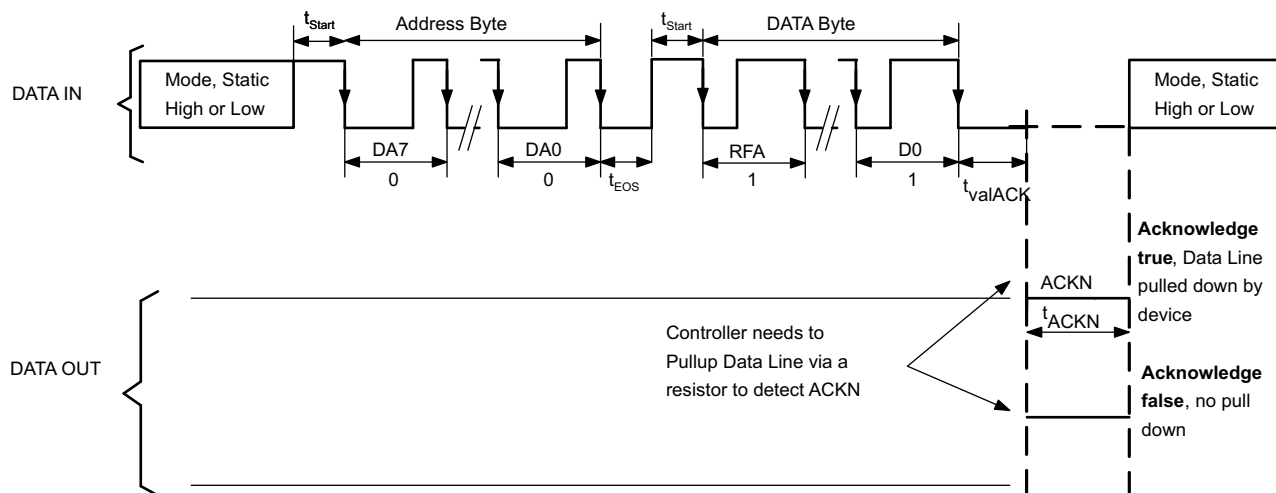 tStart
Address Byte
tStart
DATA Byte
DATA IN
Mode, Static
High or Low
Mode, Static
High or Low
DA7
0
DA0
0
tEOS
RFA
1
D0
1
tvalACK
Acknowledge
true, Data Line
pulled down by
device
ACKN
tACKN
Controller needs to
Pullup Data Line via a
resistor to detect ACKN
DATA OUT
Acknowledge
false, no pull
down